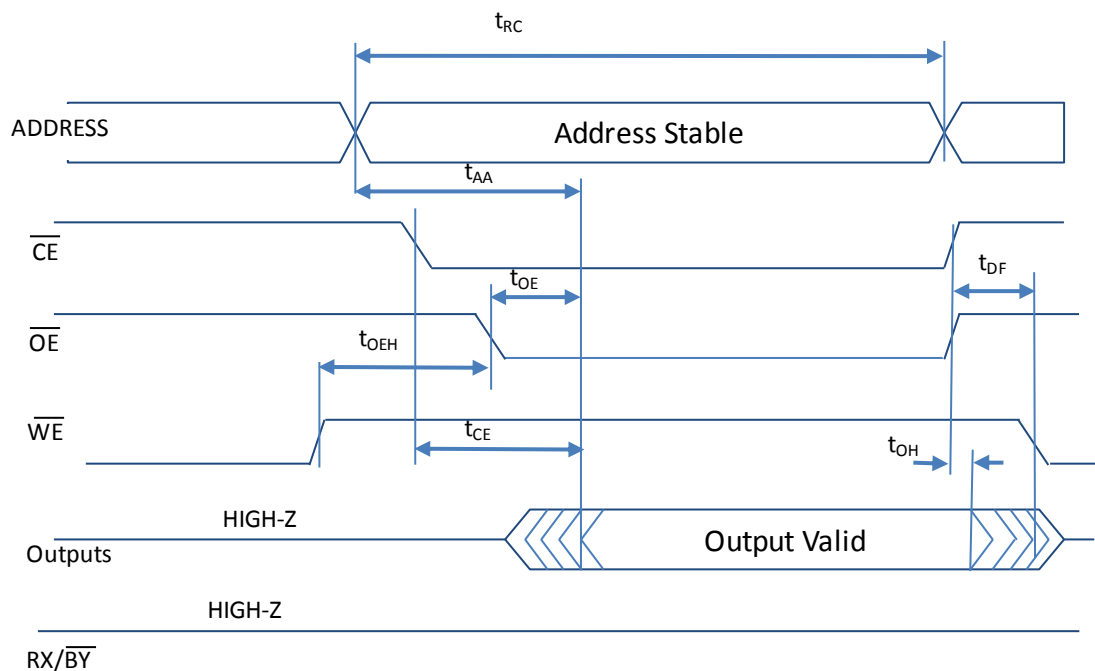 tRC
ADDRESS
Address Stable
tAA
CE
tOE
tDF
OE
tOEH
WE
tCE
tOH
HIGH-Z
Outputs
Output Valid
HIGH-Z
RX/BY